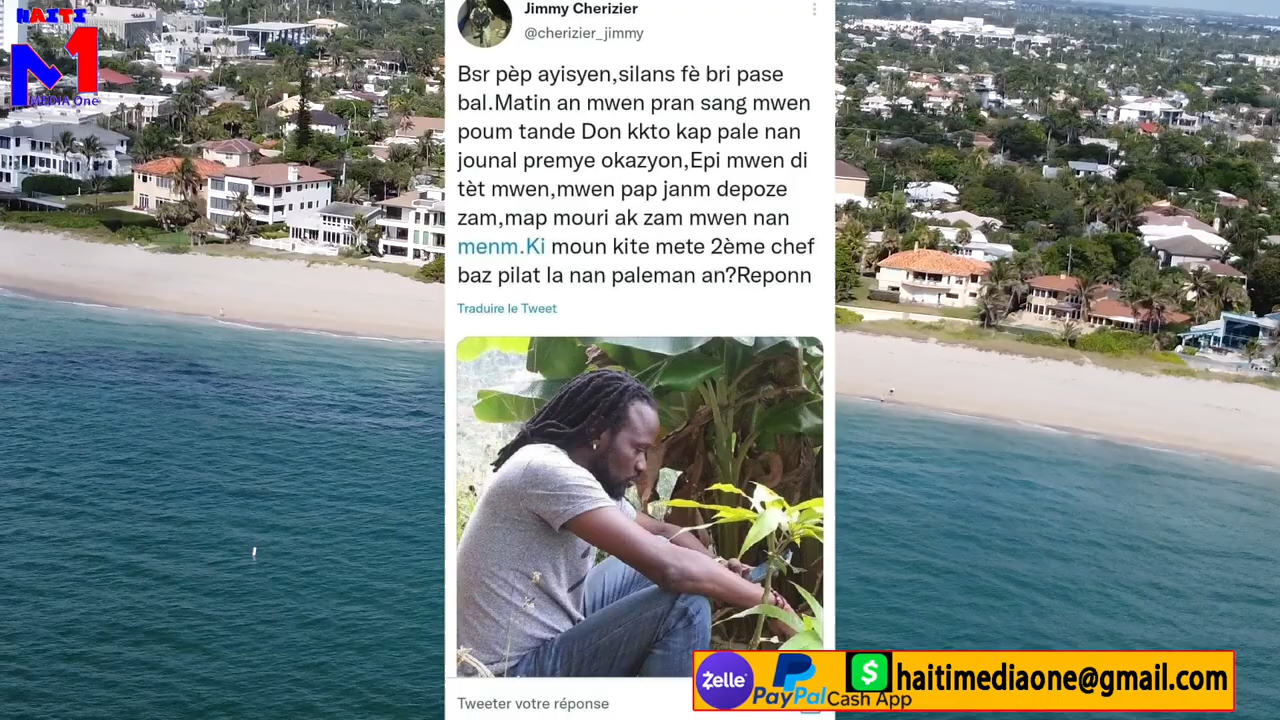 HAITI
M1
MEDIA One
Jimmy Cherizier
@cherizier_jimmy
Bsr pèp ayisyen,silans fè bri pase
bal.Matin an mwen pran sang mwen
poum tande Don kkto kap pale nan
jounal premye okazyon,Epi mwen di
tèt mwen,mwen pap janm depoze
zam,map mouri ak zam mwen nan
menm.Ki moun kite mete 2ème chef
baz pilat la nan paleman an?Reponn
Traduire le Tweet
Tweeter votre réponse
Zelle
PayPal
$
Cash App
haitimediaone@gmail.com